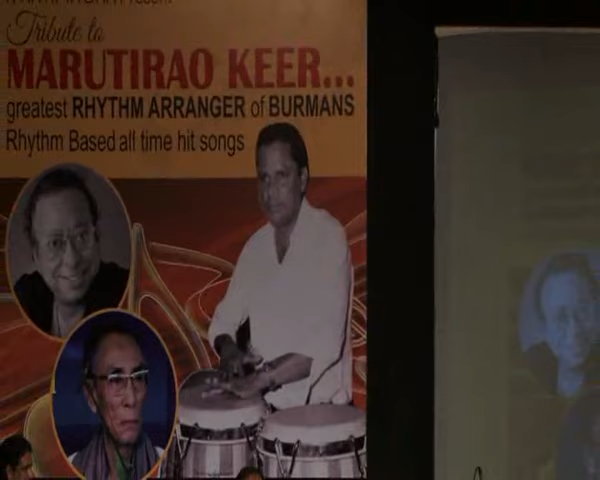 Tribute to
MARUTIRAO KEER...
greatest RHYTHM ARRANGER of BURMANS
Rhythm Based all time hit songs